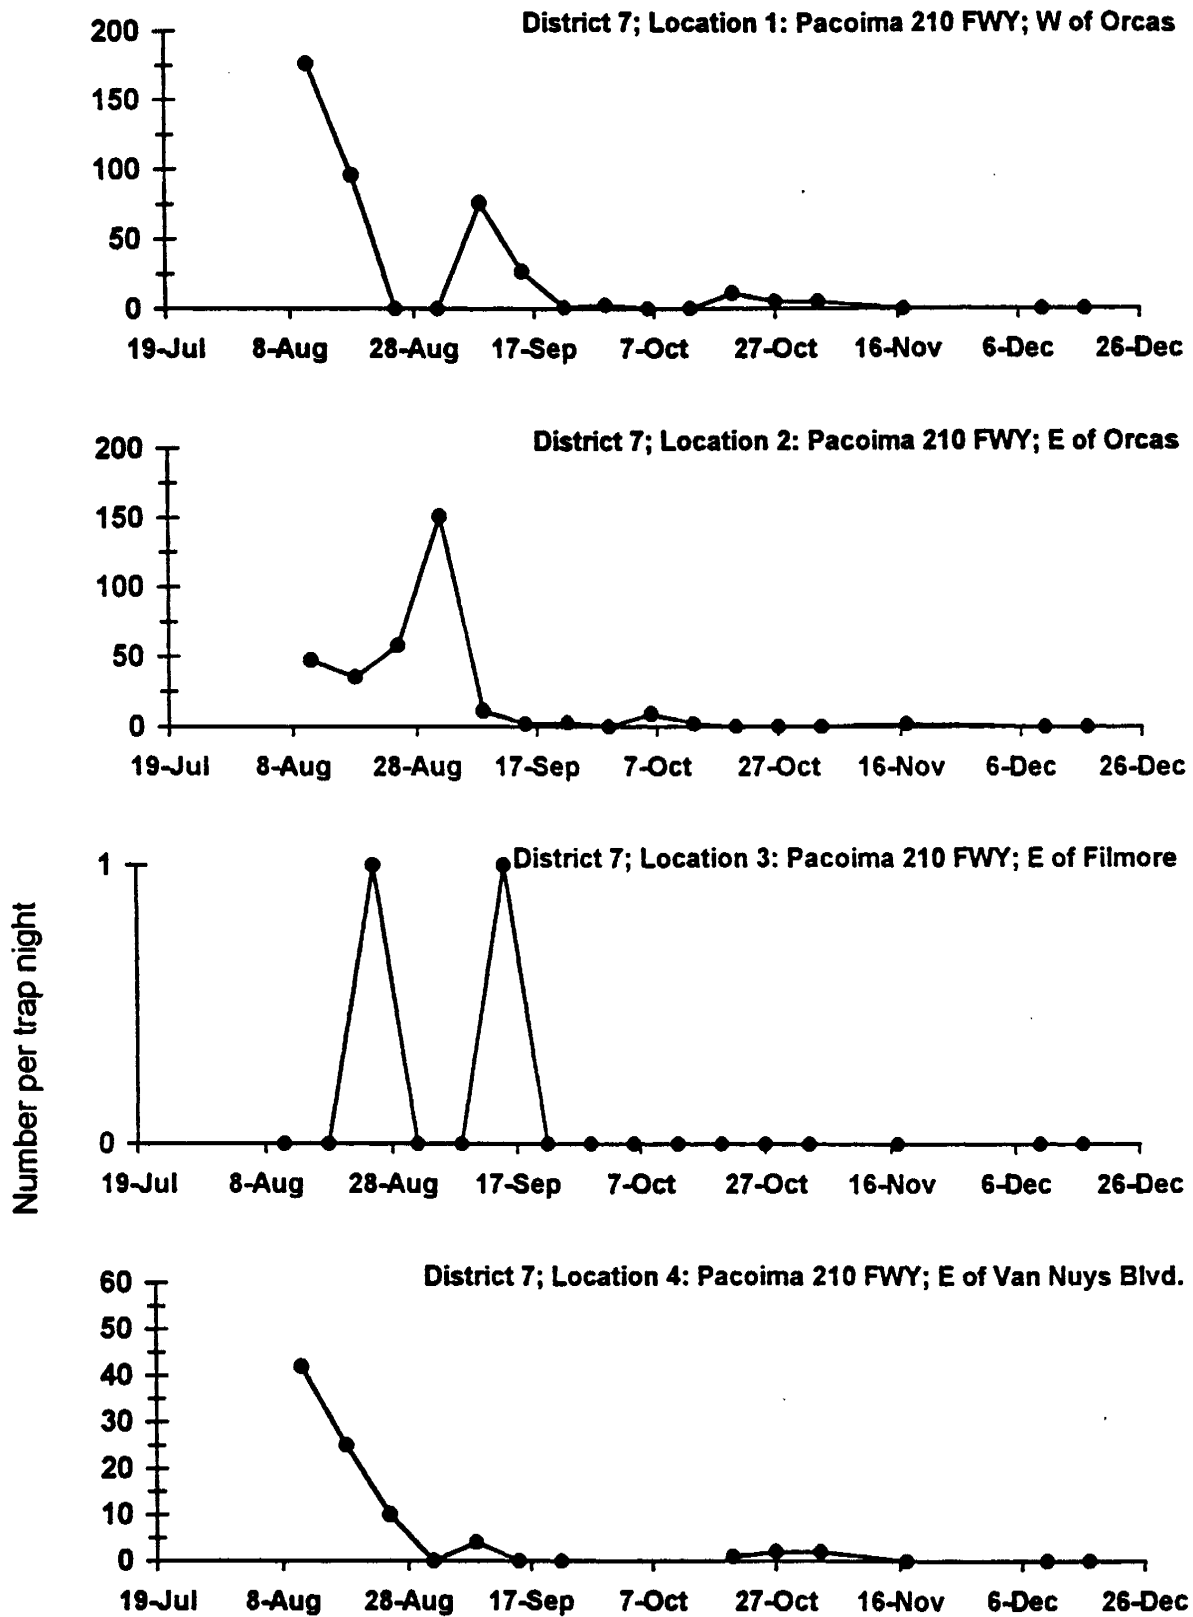 District 7; Location 1: Pacoima 210 FWY; W of Orcas
200
150
100
50
0
19-Jul 8-Aug 28-Aug 17-Sep 7-Oct 27-Oct 16-Nov 6-Dec 26-Dec
District 7; Location 2: Pacoima 210 FWY; E of Orcas
200
150
100
50
0
19-Jul 8-Aug 28-Aug 17-Sep 7-Oct 27-Oct 16-Nov 6-Dec 26-Dec
Number per trap night
District 7; Location 3: Pacoima 210 FWY; E of Filmore
1
0
19-Jul 8-Aug 28-Aug 17-Sep 7-Oct 27-Oct 16-Nov 6-Dec 26-Dec
District 7; Location 4: Pacoima 210 FWY; E of Van Nuys Blvd.
60
50
40
30
20
10
0
19-Jul 8-Aug 28-Aug 17-Sep 7-Oct 27-Oct 16-Nov 6-Dec 26-Dec